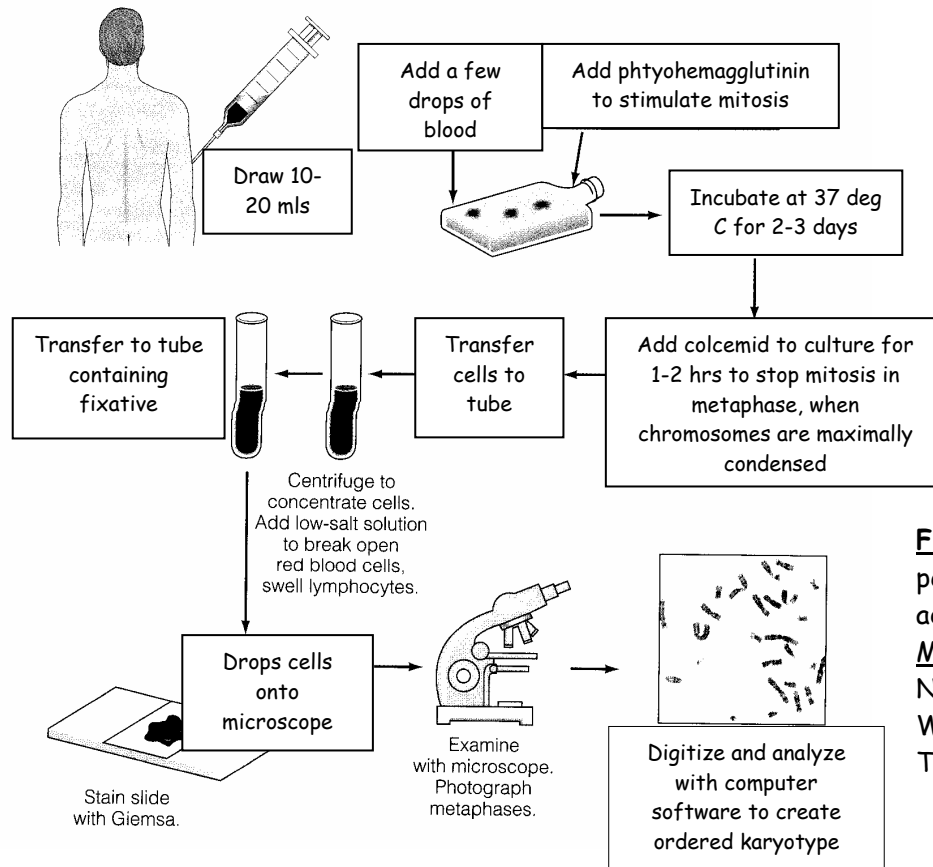 Draw 10-
20 mls
Add a few
drops of
blood
Add phtyohemagglutinin
to stimulate mitosis
Incubate at 37 deg
C for 2-3 days
Add colcemid to culture for
1-2 hrs to stop mitosis in
metaphase, when
chromosomes are maximally
condensed
Transfer
cells to
tube
Transfer to tube
containing
fixative
Centrifuge to
concentrate cells.
Add low-salt solution
to break open
red blood cells,
swell lymphocytes.
Drops cells
onto
microscope
Stain slide
with Giemsa.
Examine
with microscope.
Photograph
metaphases.
Digitize and analyze
with computer
software to create
ordered karyotype